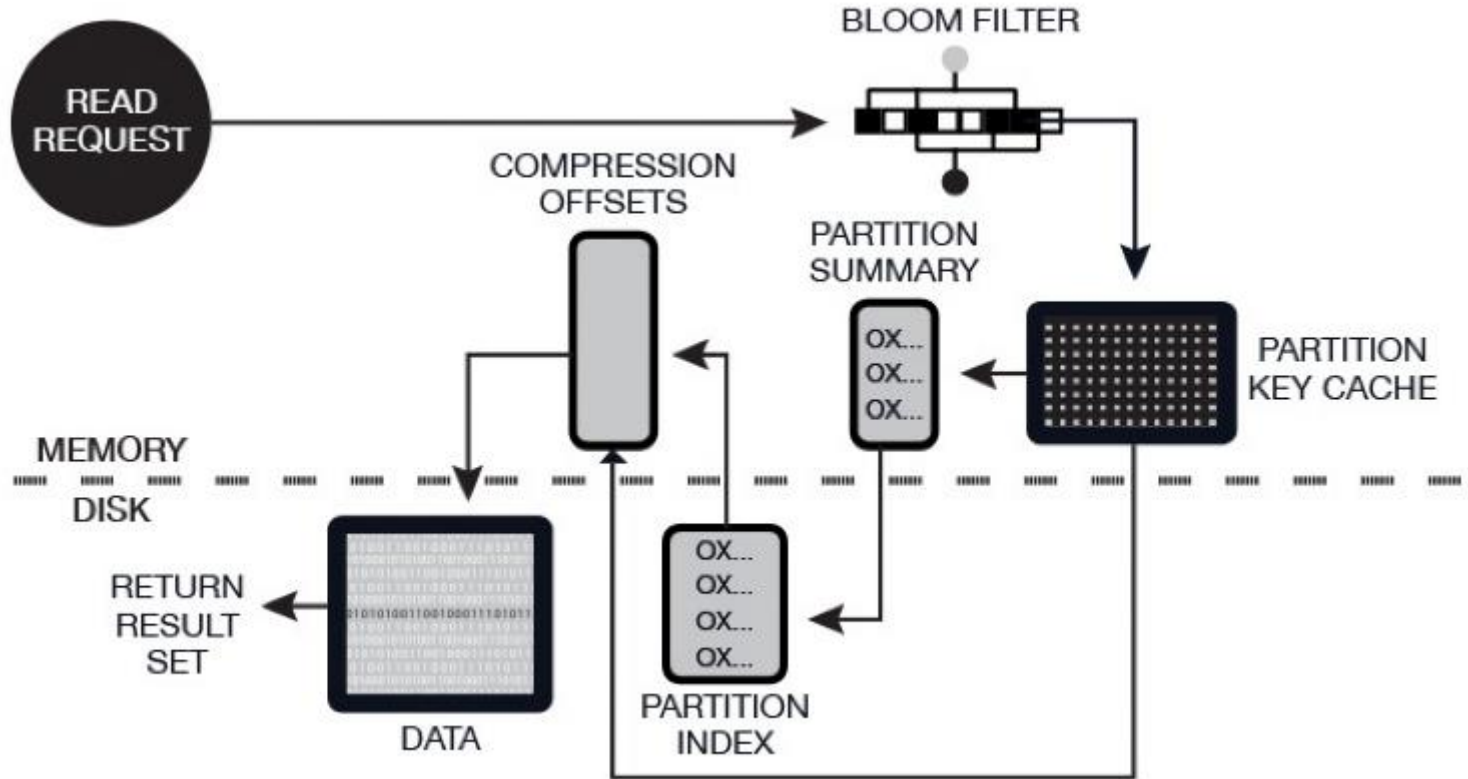 BLOOM FILTER
READ
REQUEST
COMPRESSION
OFFSETS
PARTITION
SUMMARY
OX...
OX...
OX...
PARTITION
KEY CACHE
MEMORY
DISK
OX...
OX...
OX...
OX...
RETURN
RESULT
SET
DATA
PARTITION
INDEX